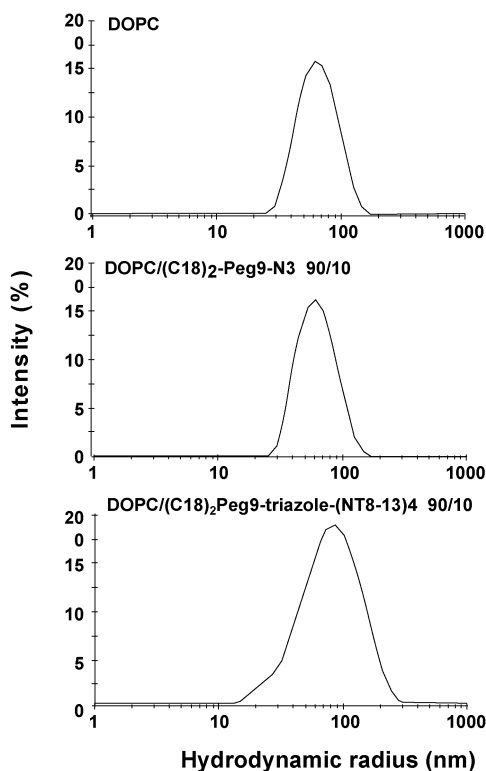 20
DOPC
0
15
10
5
0
1 10 100 1000
20
DOPC/(C18)2-Peg9-N3 90/10
0
15
10
5
0
1 10 100 1000
Intensity (%)
DOPC/(C18)2Peg9-triazole-(NT8-13)4 90/10
20
0
15
10
5
0
1 10 100 1000
Hydrodynamic radius (nm)